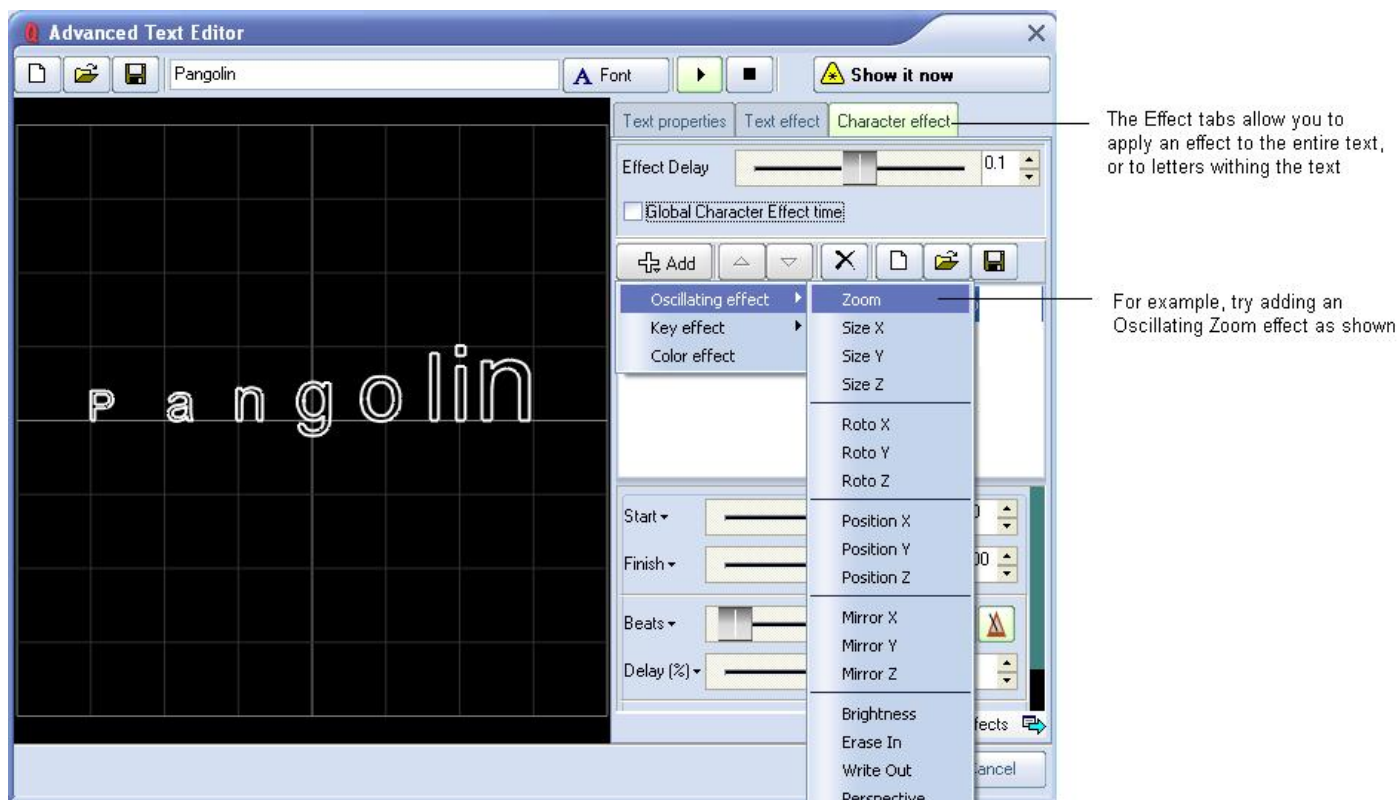 Advanced Text Editor
Pangolin
Font
Show it now
Text properties
Text effect
Character effect
The Effect tabs allow you to
apply an effect to the entire text,
or to letters withing the text
Effect Delay
0.1
Global Character Effect time
Add
Oscillating effect
Key effect
Color effect
Zoom
Size X
Size Y
Size Z
Roto X
Roto Y
Roto Z
Position X
Position Y
Position Z
Mirror X
Mirror Y
Mirror Z
Brightness
Erase In
Write Out
Perspective
For example, try adding an
Oscillating Zoom effect as shown
Pangolin
Start
Finish
Beats
Delay (%)